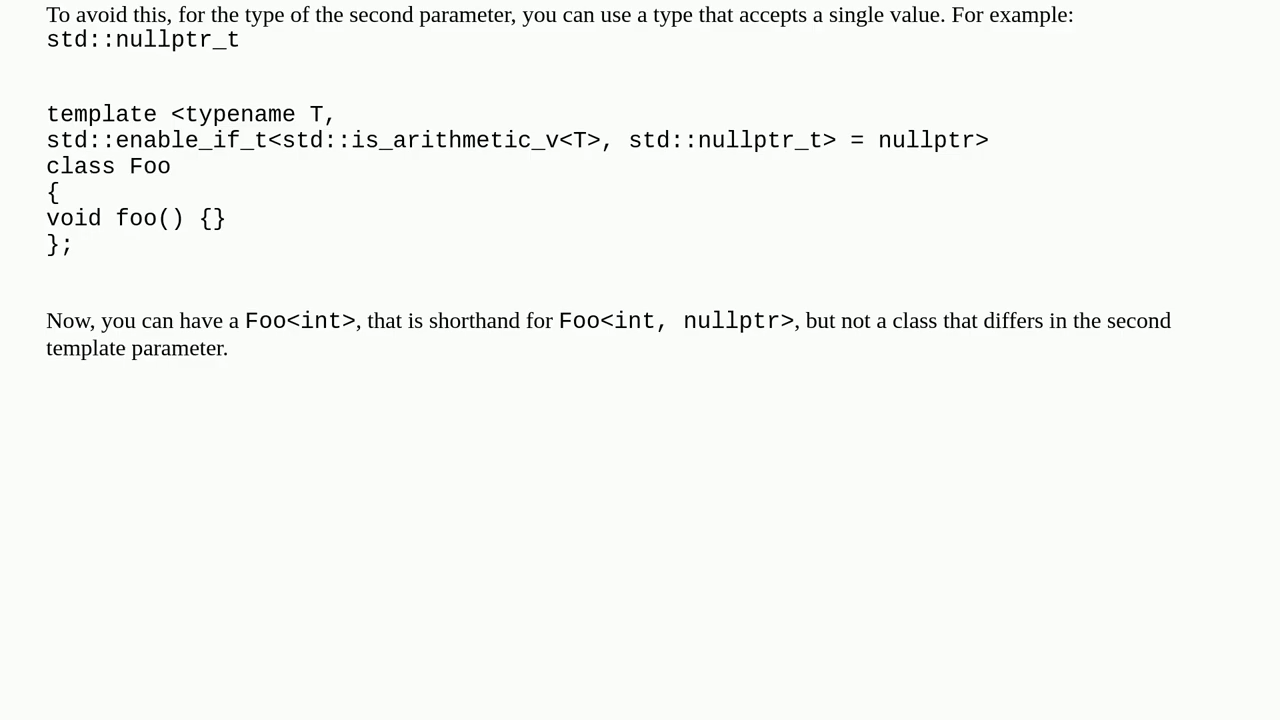 To avoid this, for the type of the second parameter, you can use a type that accepts a single value. For example:
std::nullptr_t
template <typename T,
std::enable_if_t<std::is_arithmetic_v<T>, std::nullptr_t> = nullptr>
class Foo
{
void foo() {}
};
Now, you can have a Foo<int>, that is shorthand for Foo<int, nullptr>, but not a class that differs in the second
template parameter.